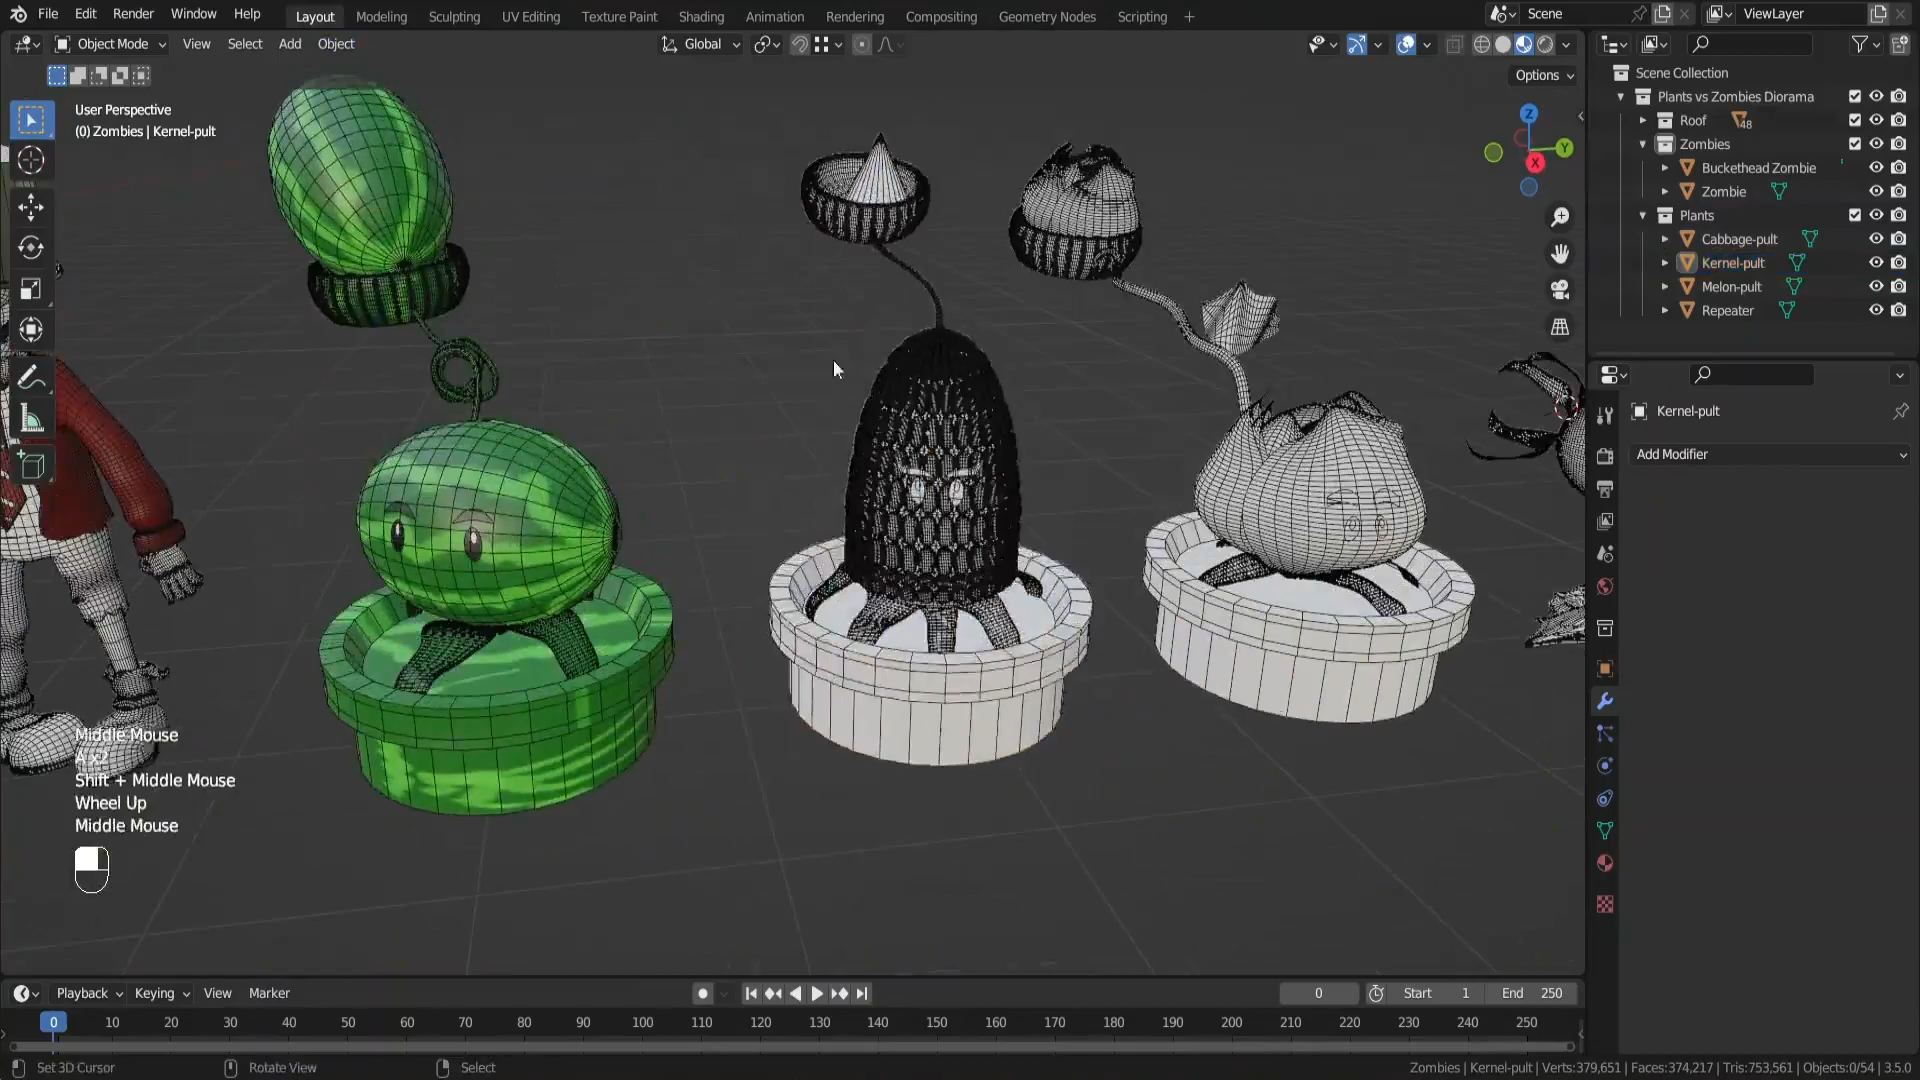 File Edit Render Window Help Layout Modeling Sculpting UV Editing Texture Paint Shading Animation Rendering Compositing Geometry Nodes Scripting + Scene ViewLayer
Object Mode View Select Add Object Global
Options
User Perspective
(0) Zombies | Kernel-pult
Z
Y
X
Scene Collection
Plants vs Zombies Diorama
Roof 48
Zombies
Buckethead Zombie
Zombie
Plants
Cabbage-pult
Kernel-pult
Melon-pult
Repeater
Kernel-pult
Add Modifier
Middle Mouse
A x2
Shift + Middle Mouse
Wheel Up
Middle Mouse
Playback Keying View Marker 0 Start 1 End 250
0 10 20 30 40 50 60 70 80 90 100 110 120 130 140 150 160 170 180 190 200 210 220 230 240 250
Set 3D Cursor Rotate View Select Zombies | Kernel-pult | Verts:379,651 | Faces:374,217 | Tris:753,561 | Objects:0/54 | 3.5.0